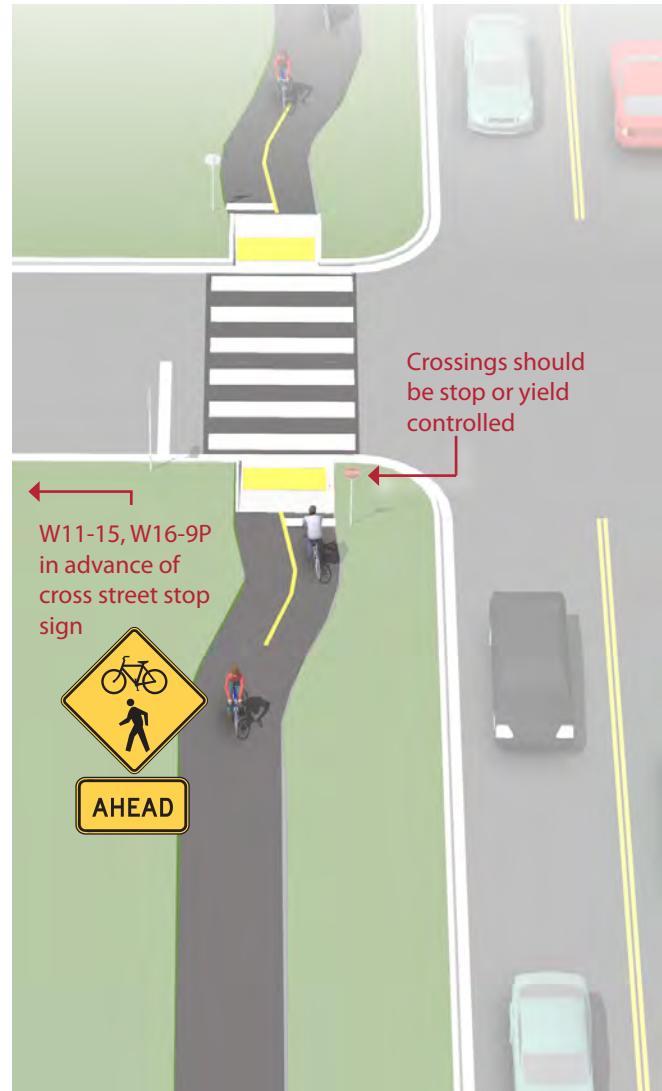 Crossings should
be stop or yield
controlled
W11-15, W16-9P
in advance of
cross street stop
sign
AHEAD